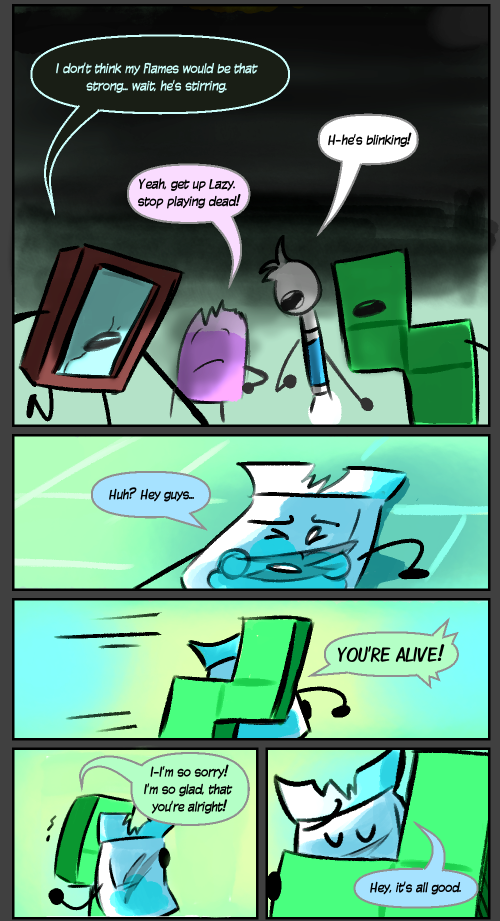 I don't think my Flames would be that
strong... wait, he's stirring.
H-he's blinking!
Yeah, get up Lazy.
stop playing dead!
Huh? Hey guys...
YOU'RE ALIVE!
I-I'm so sorry!
I'm so glad, that
you're alright!
Hey, it's all good.